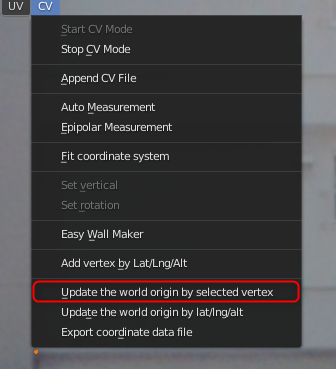 UV CV
Start CV Mode
Stop CV Mode
Append CV File
Auto Measurement
Epipolar Measurement
Fit coordinate system
Set vertical
Set rotation
Easy Wall Maker
Add vertex by Lat/Lng/Alt
Update the world origin by selected vertex
Update the world origin by lat/lng/alt
Export coordinate data file